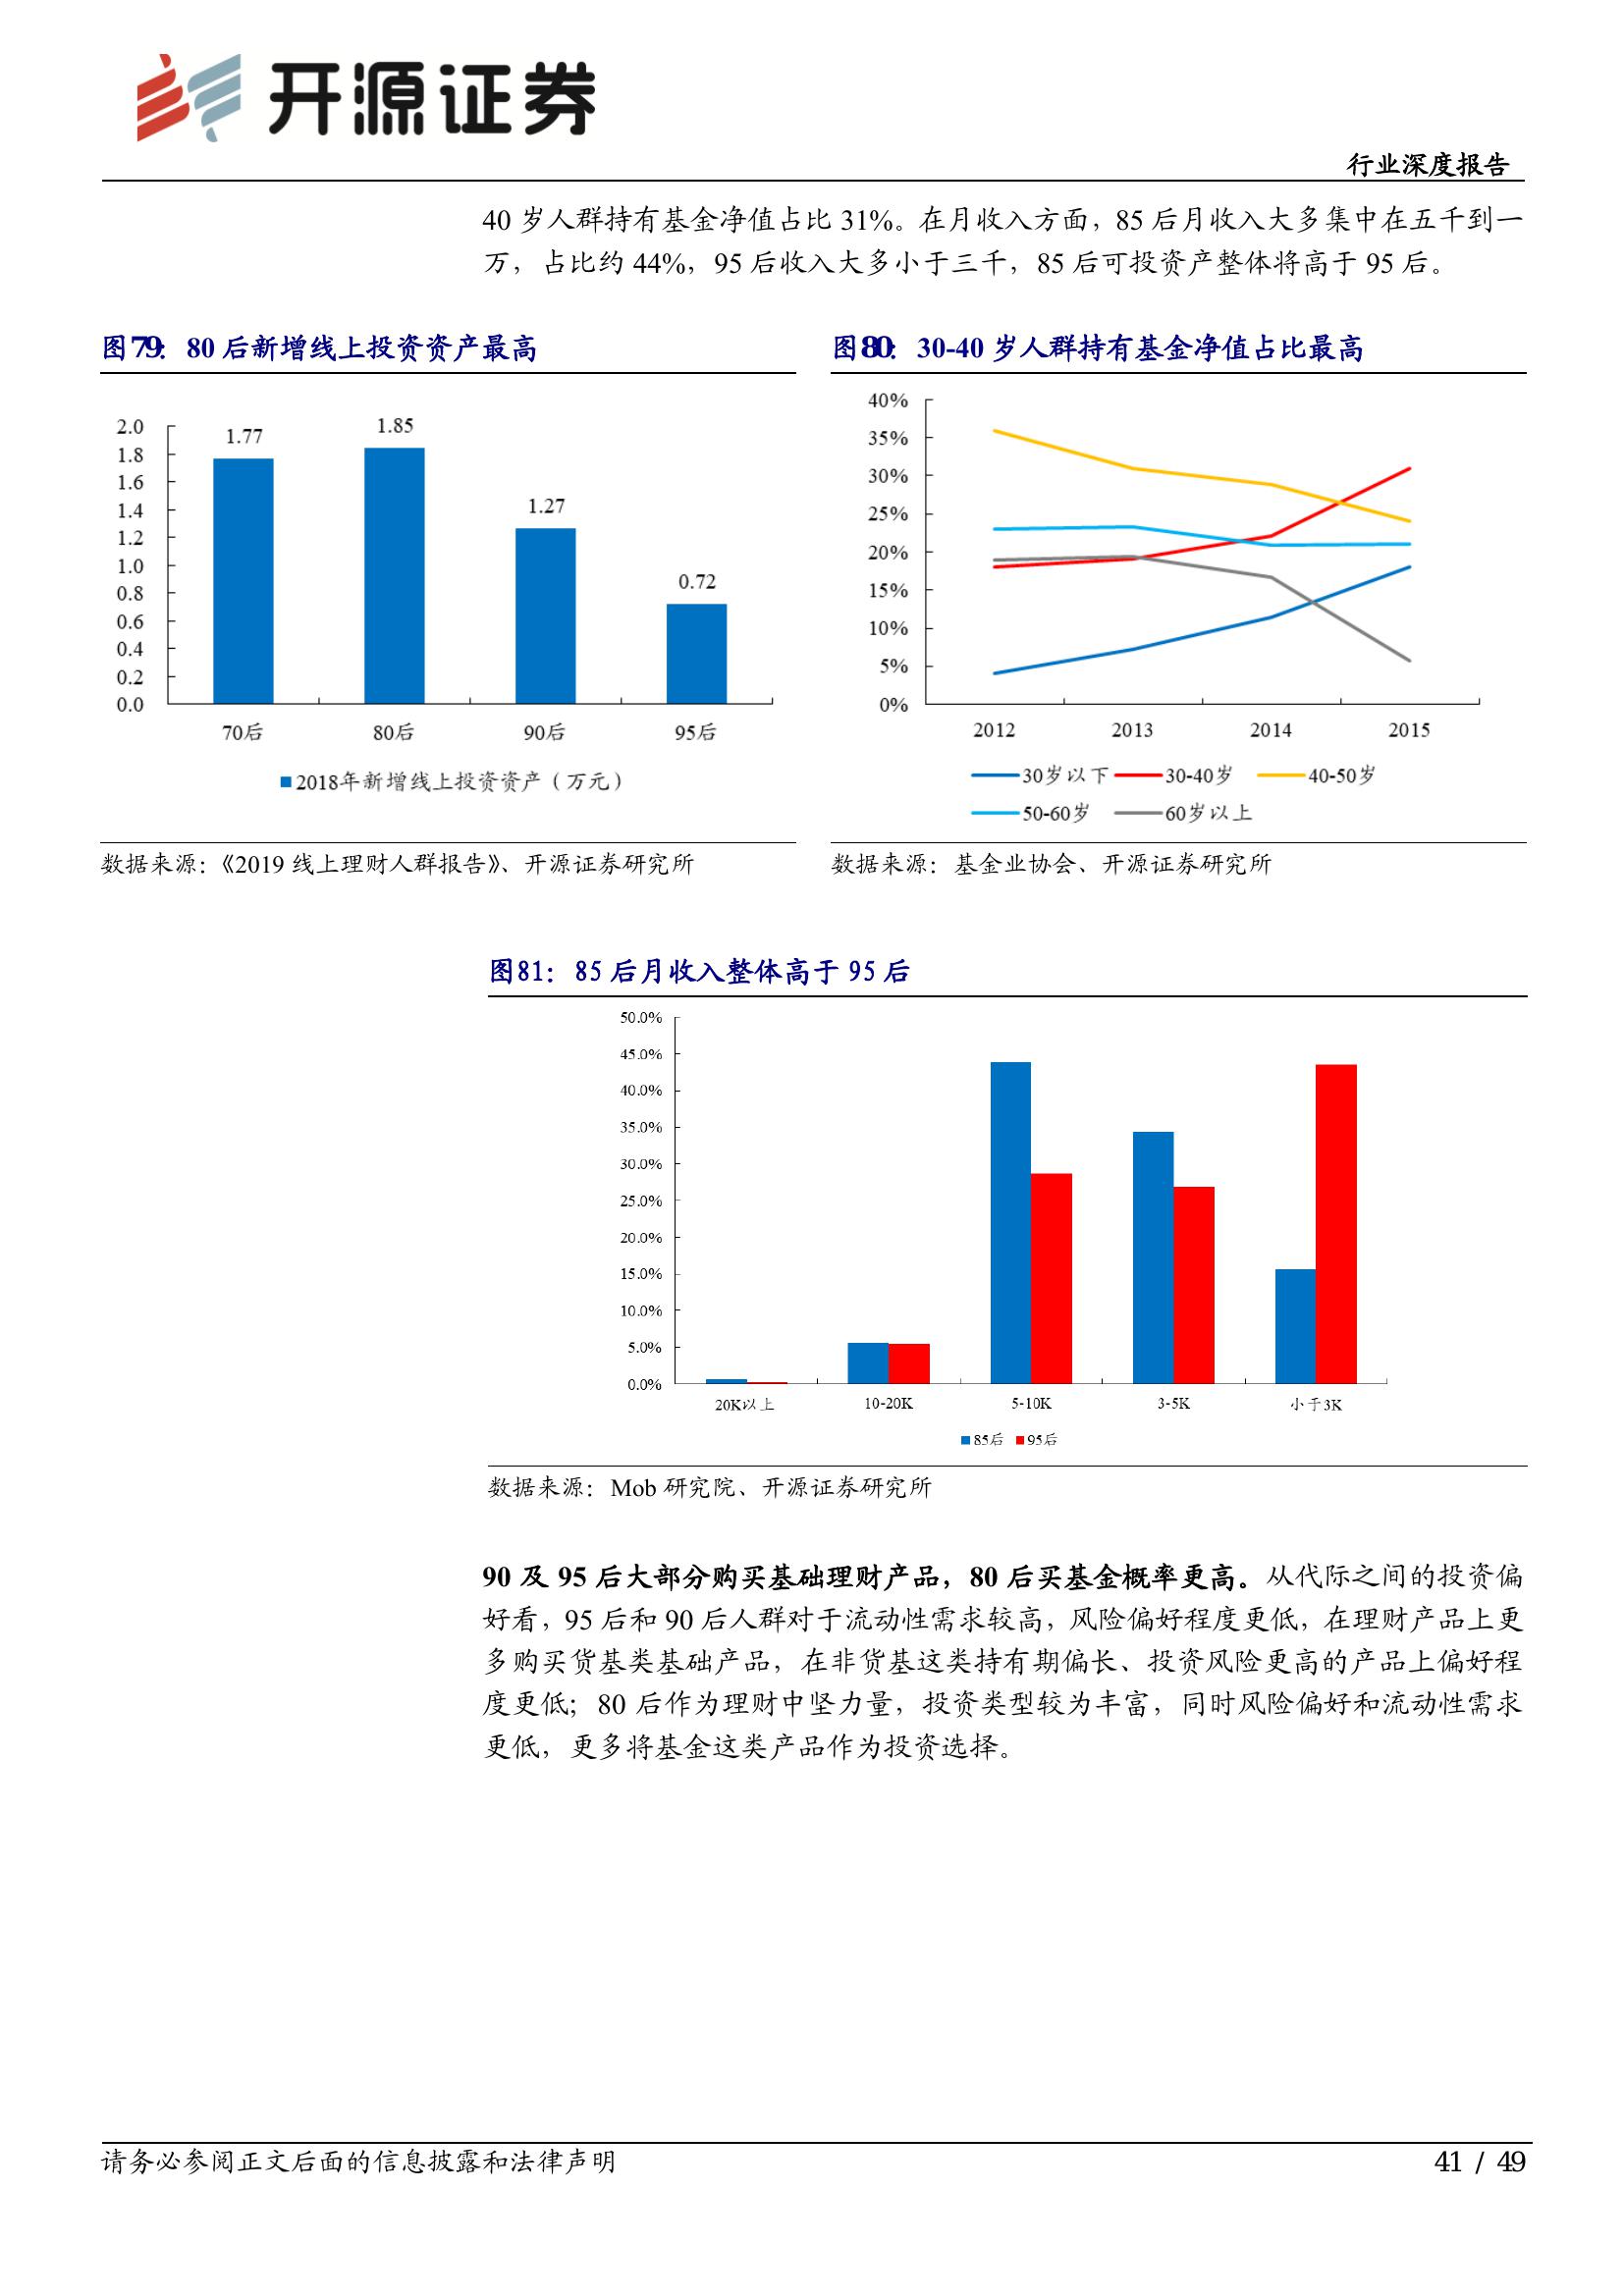 开源证券
行业深度报告
40 岁人群持有基金净值占比 31%。在月收入方面，85 后月收入大多集中在五千到一
万，占比约 44%，95 后收入大多小于三千，85 后可投资产整体将高于 95 后。
图79：80 后新增线上投资资产最高
2.0
1.8
1.6
1.4
1.2
1.0
0.8
0.6
0.4
0.2
0.0
1.77
1.85
1.27
0.72
70后 80后 90后 95后
2018年新增线上投资资产（万元）
数据来源：《2019 线上理财人群报告》、开源证券研究所
图80：30-40 岁人群持有基金净值占比最高
40%
35%
30%
25%
20%
15%
10%
5%
0%
2012 2013 2014 2015
30岁以下 30-40岁 40-50岁
50-60岁 60岁以上
数据来源：基金业协会、开源证券研究所
图81：85 后月收入整体高于 95 后
50.0%
45.0%
40.0%
35.0%
30.0%
25.0%
20.0%
15.0%
10.0%
5.0%
0.0%
20K以上 10-20K 5-10K 3-5K 小于3K
85后 95后
数据来源：Mob 研究院、开源证券研究所
90 及 95 后大部分购买基础理财产品，80 后买基金概率更高。从代际之间的投资偏
好看，95 后和 90 后人群对于流动性需求较高，风险偏好程度更低，在理财产品上更
多购买货基类基础产品，在非货基这类持有期偏长、投资风险更高的产品上偏好程
度更低；80 后作为理财中坚力量，投资类型较为丰富，同时风险偏好和流动性需求
更低，更多将基金这类产品作为投资选择。
请务必参阅正文后面的信息披露和法律声明
41 / 49